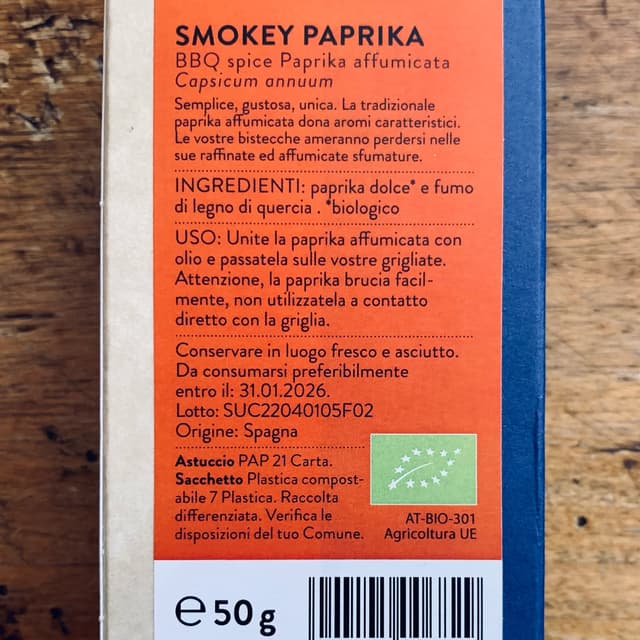 SMOKEY PAPRIKA
BBQ spice Paprika affumicata
Capsicum annuum
Semplice, gustosa, unica. La tradizionale
paprika affumicata dona aromi caratteristici.
Le vostre bistecche ameranno perdersi nelle
sue raffinate ed affumicate sfumature.
INGREDIENTI: paprika dolce* e fumo
di legno di quercia . *biologico
USO: Unite la paprika affumicata con
olio e passatela sulle vostre grigliate.
Attenzione, la paprika brucia facil-
mente, non utilizzatela a contatto
diretto con la griglia.
Conservare in luogo fresco e asciutto.
Da consumarsi preferibilmente
entro il: 31.01.2026.
Lotto: SUC22040105F02
Origine: Spagna
Astuccio PAP 21 Carta.
Sacchetto Plastica compost-
abile 7 Plastica. Raccolta
differenziata. Verifica le
disposizioni del tuo Comune.
AT-BIO-301
Agricoltura UE
℮ 50 g